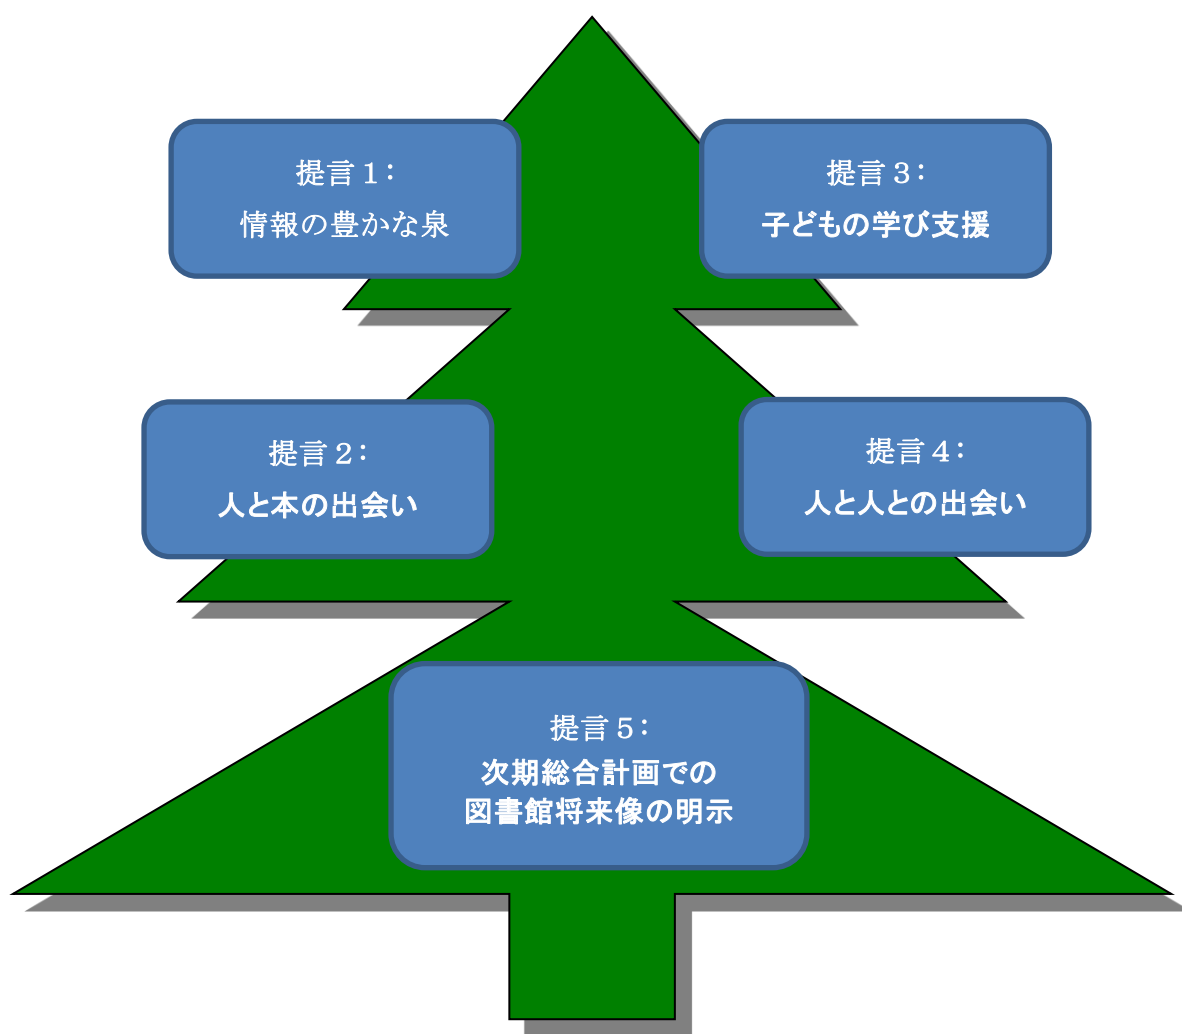 提言１：
情報の豊かな泉
提言２：
人と本の出会い
提言３：
子どもの学び支援
提言４：
人と人との出会い
提言５：
次期総合計画での
図書館将来像の明示